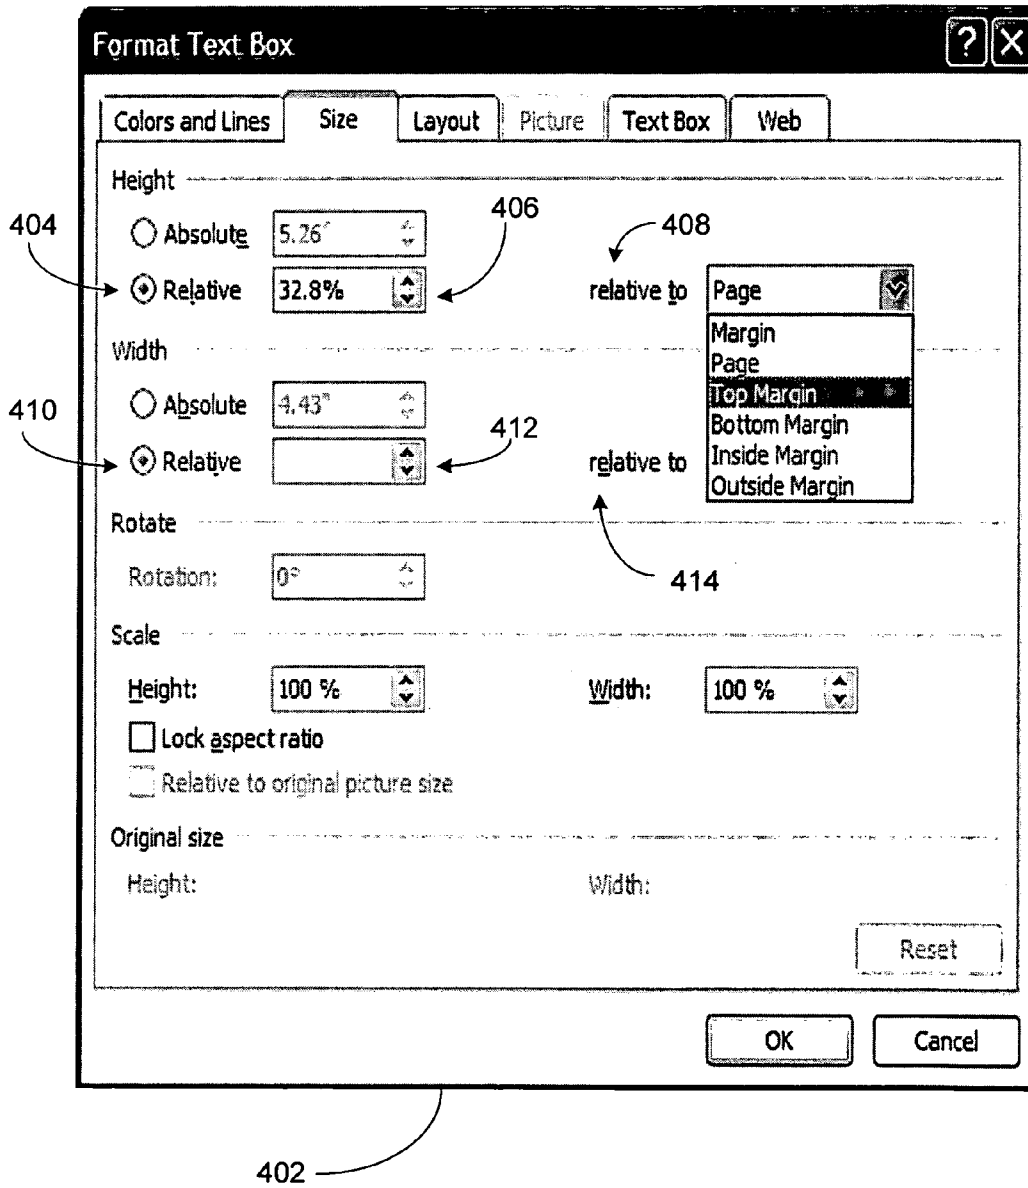 Format Text Box ? X
Colors and Lines Size Layout Picture Text Box Web
Height
404 Absolute 5.26" 406 408
Relative 32.8% relative to Page
Margin
Width
Page
Top Margin
410 Absolute 4.43" 412
Bottom Margin
Relative relative to Inside Margin
Outside Margin
Rotate
Rotation: 0° 414
Scale
Height: 100 % Width: 100 %
Lock aspect ratio
Relative to original picture size
Original size
Height: Width:
Reset
OK Cancel
402